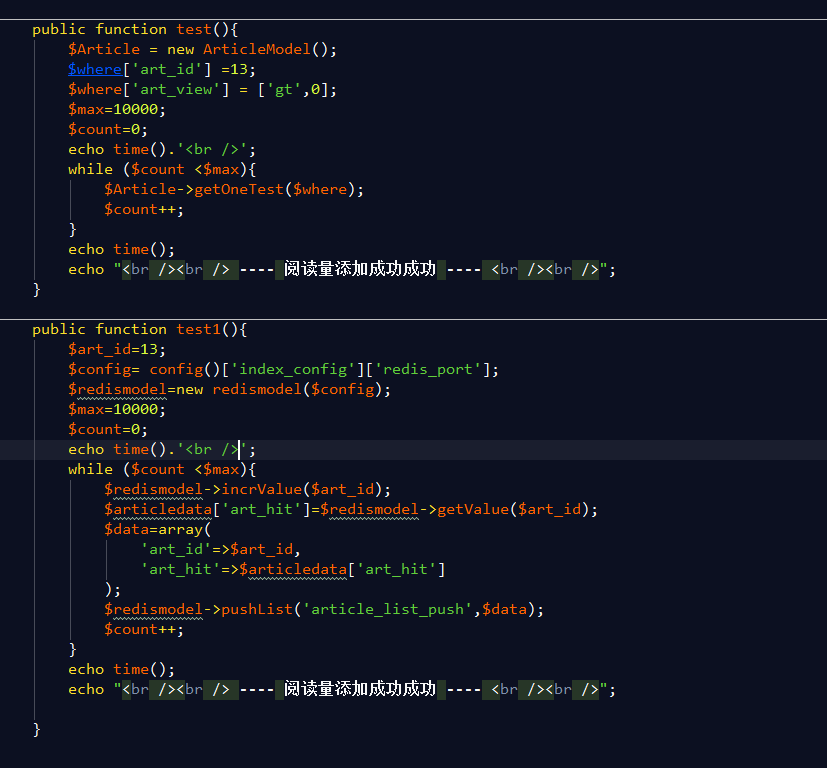 public function test(){
$Article = new ArticleModel();
$where['art_id'] =13;
$where['art_view'] = ['gt',0];
$max=10000;
$count=0;
echo time().'<br />';
while ($count <$max){
$Article->getOneTest($where);
$count++;
}
echo time();
echo "<br /><br /> ---- 阅读量添加成功成功 ---- <br /><br />";
}
public function test1(){
$art_id=13;
$config= config()['index_config']['redis_port'];
$redismodel=new redismodel($config);
$max=10000;
$count=0;
echo time().'<br />';
while ($count <$max){
$redismodel->incrValue($art_id);
$articledata['art_hit']=$redismodel->getValue($art_id);
$data=array(
'art_id'=>$art_id,
'art_hit'=>$articledata['art_hit']
);
$redismodel->pushList('article_list_push',$data);
$count++;
}
echo time();
echo "<br /><br /> ---- 阅读量添加成功成功 ---- <br /><br />";
}